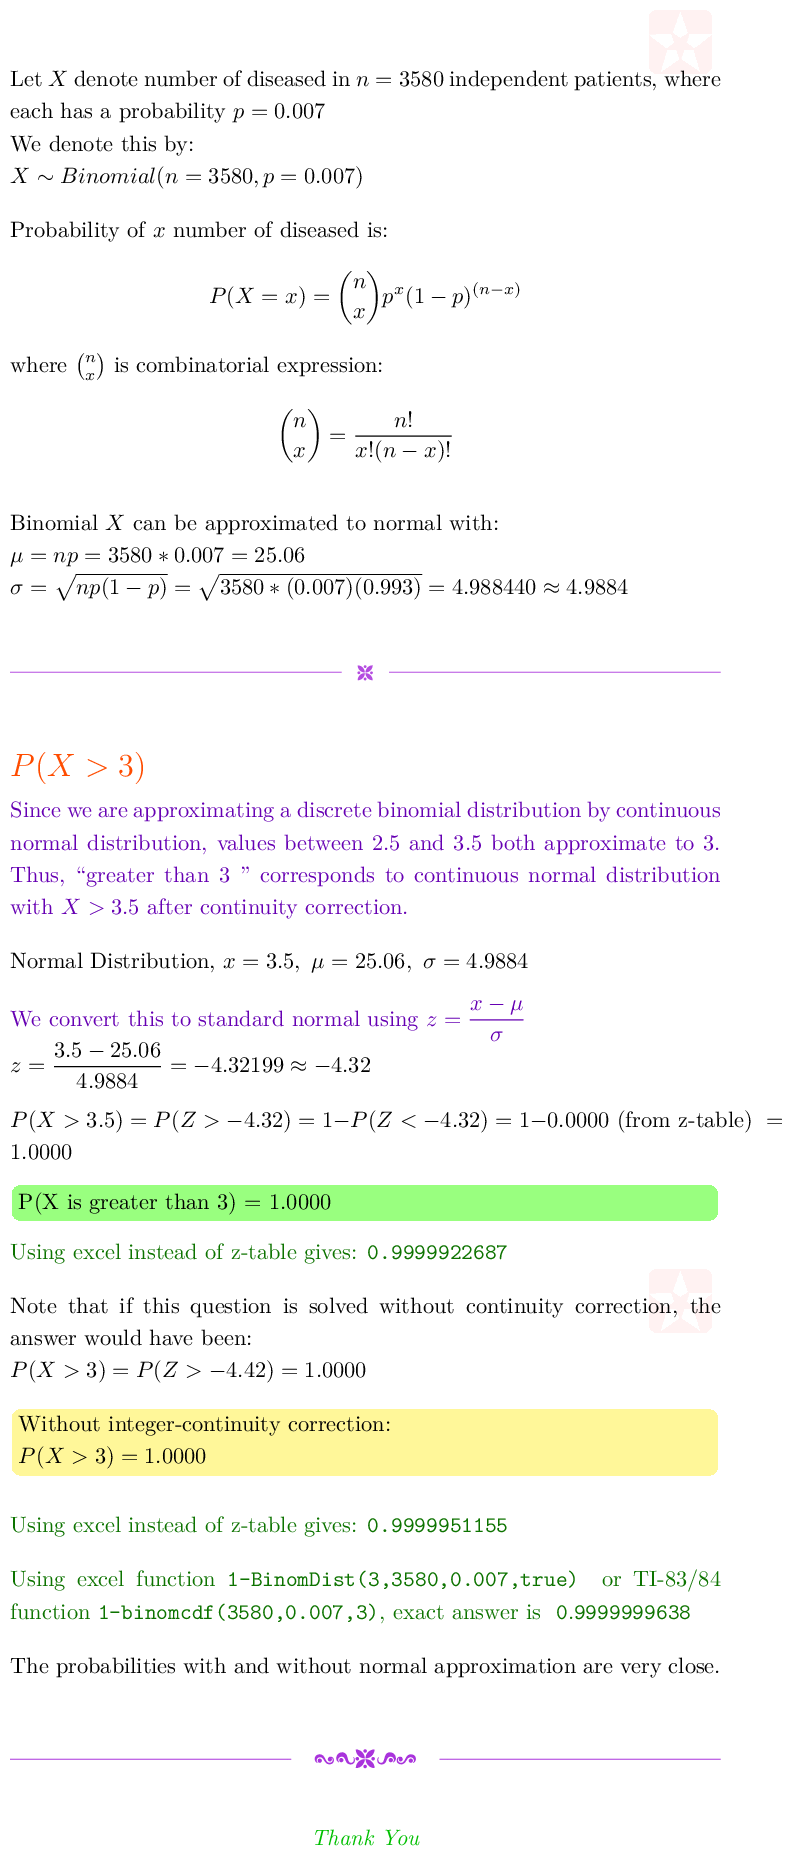 Let X denote number of diseased in n = 3580 independent patients, where
each has a probability p = 0.007
We denote this by:
X ∼ Binomial(n = 3580, p = 0.007)
Probability of x number of diseased is:
P(X = x) = \binom{n}{x} p^x (1 − p)^{(n−x)}
where \binom{n}{x} is combinatorial expression:
\binom{n}{x} = \frac{n!}{x!(n − x)!}
Binomial X can be approximated to normal with:
μ = np = 3580 ∗ 0.007 = 25.06
σ = \sqrt{np(1 − p)} = \sqrt{3580 ∗ (0.007)(0.993)} = 4.988440 ≈ 4.9884
P(X > 3)
Since we are approximating a discrete binomial distribution by continuous
normal distribution, values between 2.5 and 3.5 both approximate to 3.
Thus, “greater than 3 ” corresponds to continuous normal distribution
with X > 3.5 after continuity correction.
Normal Distribution, x = 3.5, μ = 25.06, σ = 4.9884
We convert this to standard normal using z = \frac{x − μ}{σ}
z = \frac{3.5 − 25.06}{4.9884} = −4.32199 ≈ −4.32
P(X > 3.5) = P(Z > −4.32) = 1−P(Z < −4.32) = 1−0.0000 (from z-table) =
1.0000
P(X is greater than 3) = 1.0000
Using excel instead of z-table gives: 0.9999922687
Note that if this question is solved without continuity correction, the
answer would have been:
P(X > 3) = P(Z > −4.42) = 1.0000
Without integer-continuity correction:
P(X > 3) = 1.0000
Using excel instead of z-table gives: 0.9999951155
Using excel function 1-BinomDist(3,3580,0.007,true) or TI-83/84
function 1-binomcdf(3580,0.007,3), exact answer is 0.9999999638
The probabilities with and without normal approximation are very close.
Thank You